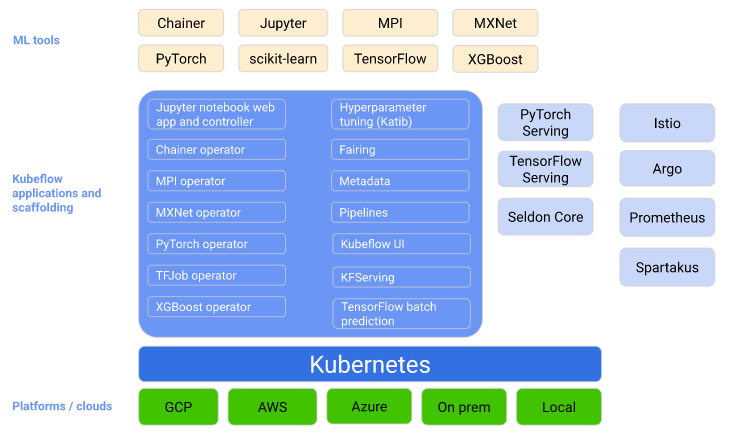 ML tools
Chainer
Jupyter
MPI
MXNet
PyTorch
scikit-learn
TensorFlow
XGBoost
Kubeflow
applications and
scaffolding
Jupyter notebook web
app and controller
Chainer operator
MPI operator
MXNet operator
PyTorch operator
TFJob operator
XGBoost operator
Hyperparameter
tuning (Katib)
Fairing
Metadata
Pipelines
Kubeflow UI
KFServing
TensorFlow batch
prediction
PyTorch
Serving
TensorFlow
Serving
Seldon Core
Istio
Argo
Prometheus
Spartakus
Kubernetes
Platforms / clouds
GCP
AWS
Azure
On prem
Local